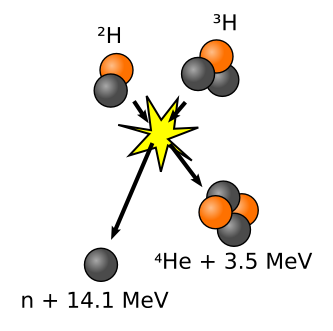 ²H
³H
⁴He + 3.5 MeV
n + 14.1 MeV